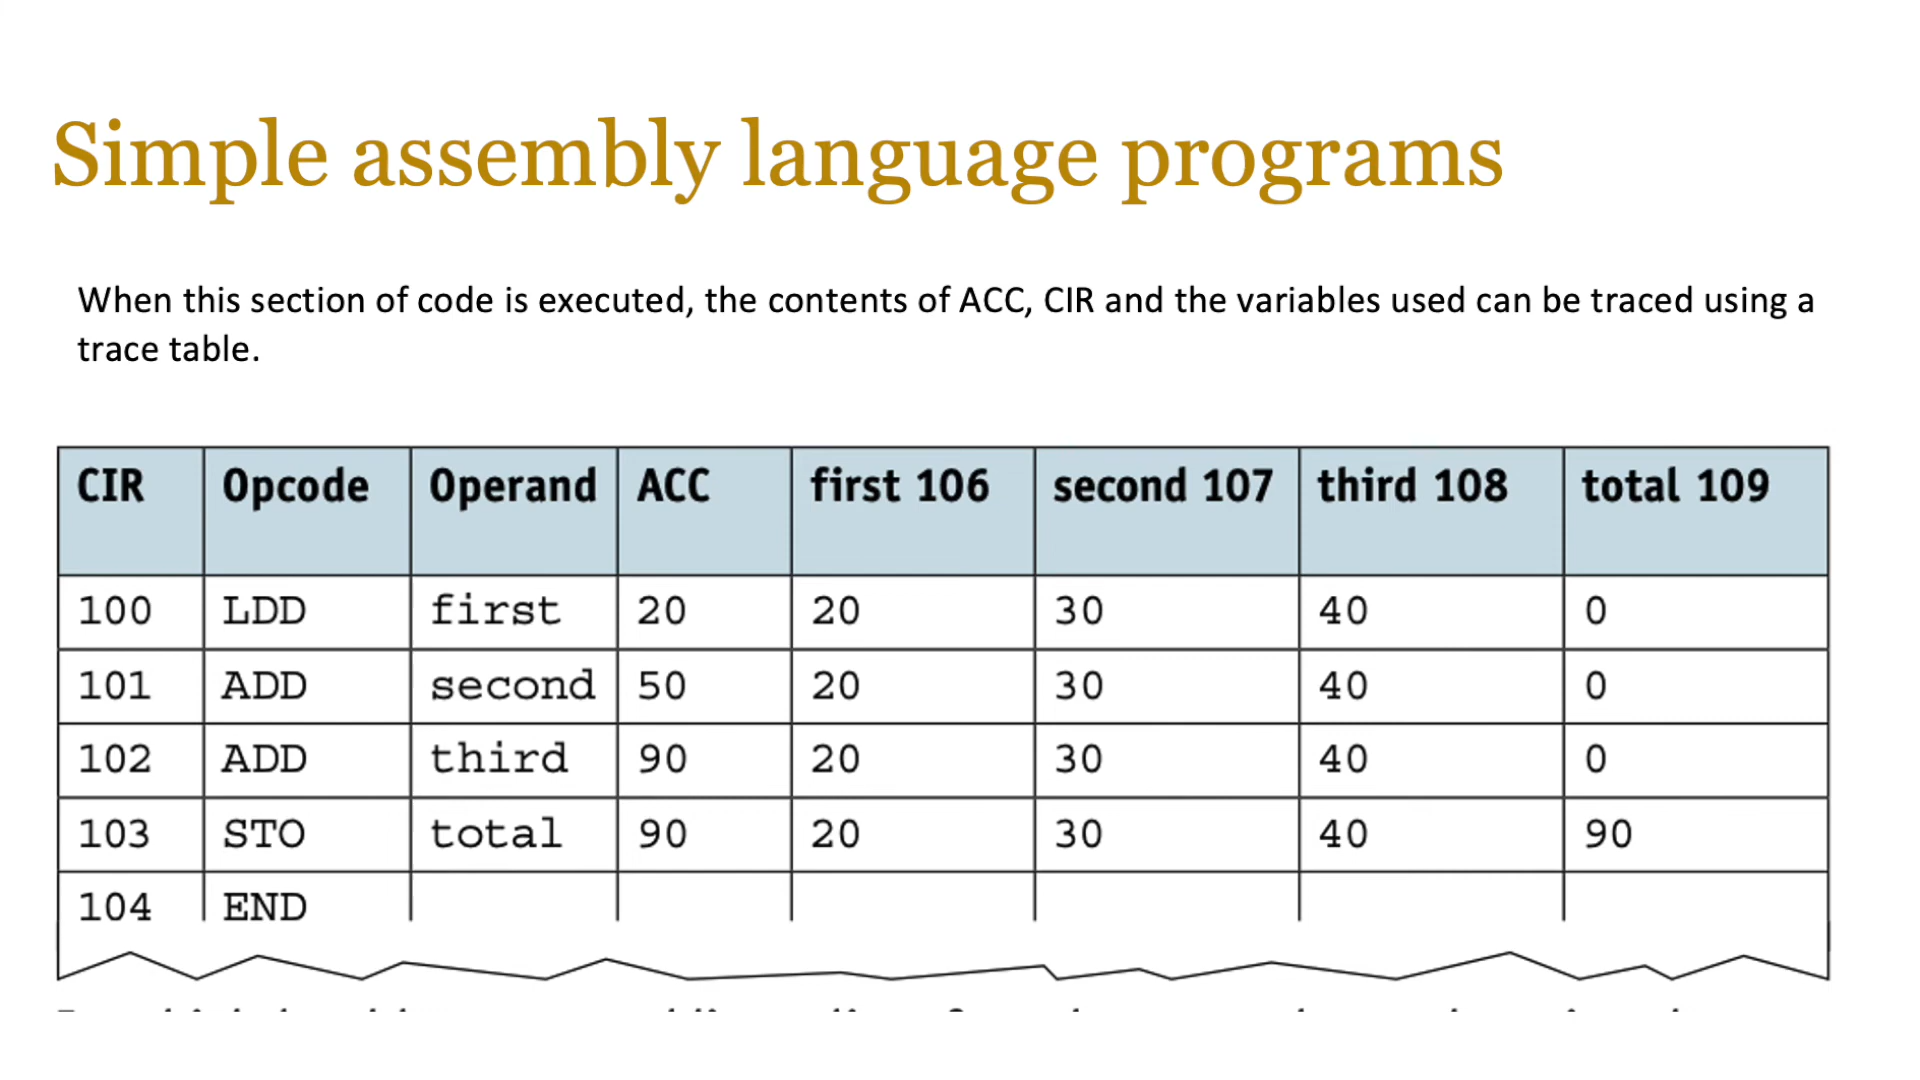 Simple assembly language programs
When this section of code is executed, the contents of ACC, CIR and the variables used can be traced using a
trace table.
CIR Opcode Operand ACC first 106 second 107 third 108 total 109
100 LDD first 20 20 30 40 0
101 ADD second 50 20 30 40 0
102 ADD third 90 20 30 40 0
103 STO total 90 20 30 40 90
104 END